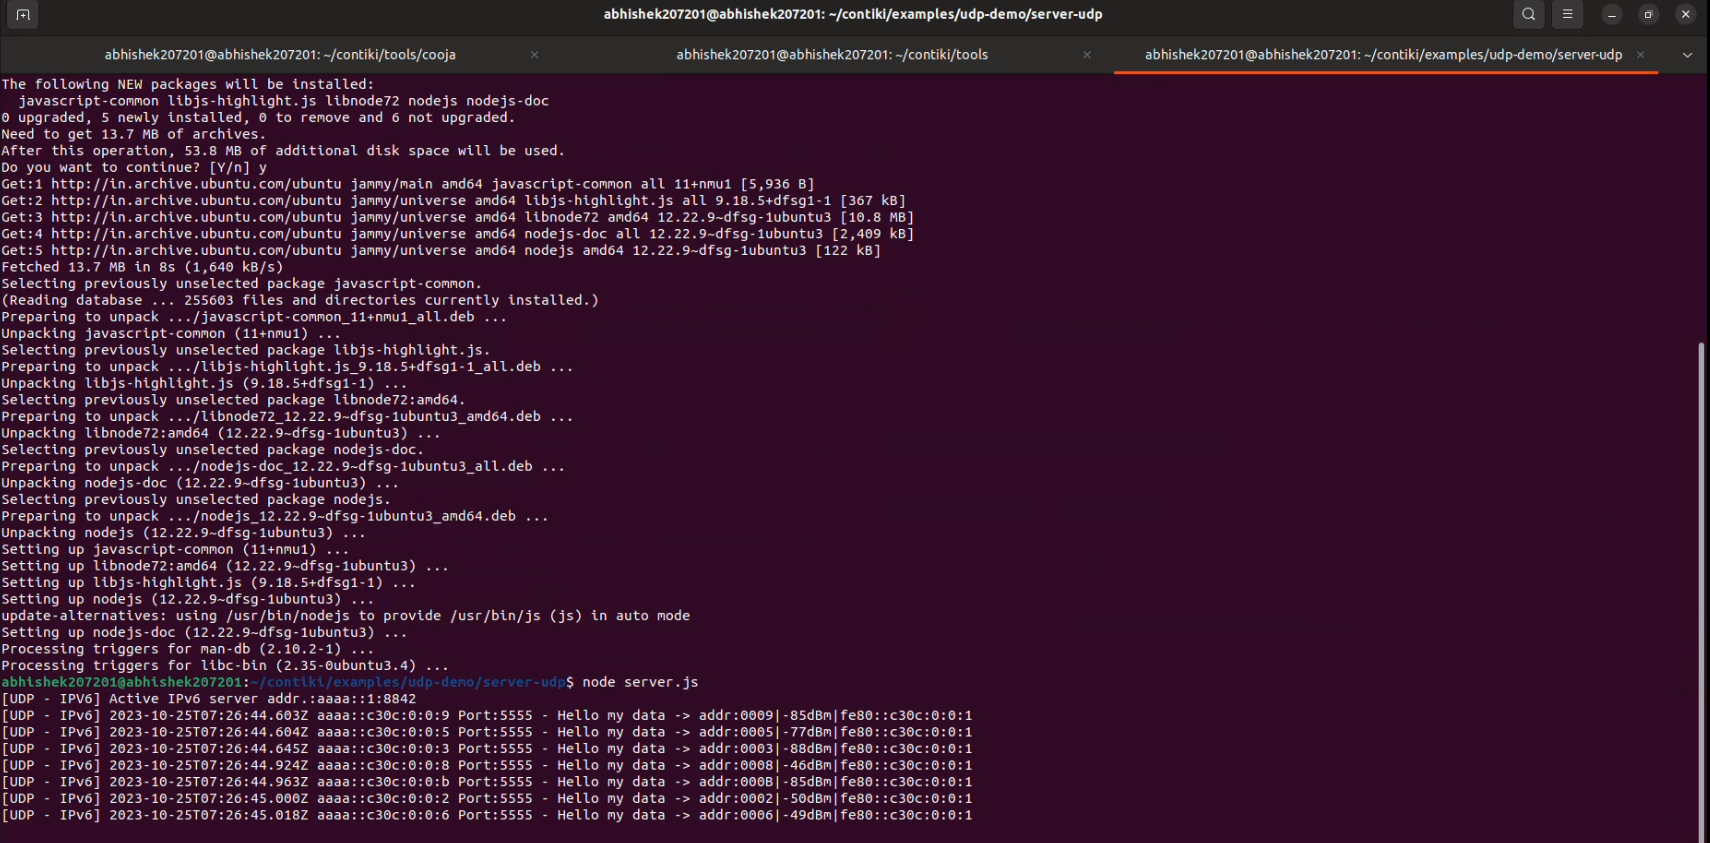 abhishek207201@abhishek207201: ~/contiki/examples/udp-demo/server-udp
abhishek207201@abhishek207201: ~/contiki/tools/cooja
abhishek207201@abhishek207201: ~/contiki/tools
abhishek207201@abhishek207201: ~/contiki/examples/udp-demo/server-udp
The following NEW packages will be installed:
  javascript-common libjs-highlight.js libnode72 nodejs nodejs-doc
0 upgraded, 5 newly installed, 0 to remove and 6 not upgraded.
Need to get 13.7 MB of archives.
After this operation, 53.8 MB of additional disk space will be used.
Do you want to continue? [Y/n] y
Get:1 http://in.archive.ubuntu.com/ubuntu jammy/main amd64 javascript-common all 11+nmu1 [5,936 B]
Get:2 http://in.archive.ubuntu.com/ubuntu jammy/universe amd64 libjs-highlight.js all 9.18.5+dfsg1-1 [367 kB]
Get:3 http://in.archive.ubuntu.com/ubuntu jammy/universe amd64 libnode72 amd64 12.22.9~dfsg-1ubuntu3 [10.8 MB]
Get:4 http://in.archive.ubuntu.com/ubuntu jammy/universe amd64 nodejs-doc all 12.22.9~dfsg-1ubuntu3 [2,409 kB]
Get:5 http://in.archive.ubuntu.com/ubuntu jammy/universe amd64 nodejs amd64 12.22.9~dfsg-1ubuntu3 [122 kB]
Fetched 13.7 MB in 8s (1,640 kB/s)
Selecting previously unselected package javascript-common.
(Reading database ... 255603 files and directories currently installed.)
Preparing to unpack .../javascript-common_11+nmu1_all.deb ...
Unpacking javascript-common (11+nmu1) ...
Selecting previously unselected package libjs-highlight.js.
Preparing to unpack .../libjs-highlight.js_9.18.5+dfsg1-1_all.deb ...
Unpacking libjs-highlight.js (9.18.5+dfsg1-1) ...
Selecting previously unselected package libnode72:amd64.
Preparing to unpack .../libnode72_12.22.9~dfsg-1ubuntu3_amd64.deb ...
Unpacking libnode72:amd64 (12.22.9~dfsg-1ubuntu3) ...
Selecting previously unselected package nodejs-doc.
Preparing to unpack .../nodejs-doc_12.22.9~dfsg-1ubuntu3_all.deb ...
Unpacking nodejs-doc (12.22.9~dfsg-1ubuntu3) ...
Selecting previously unselected package nodejs.
Preparing to unpack .../nodejs_12.22.9~dfsg-1ubuntu3_amd64.deb ...
Unpacking nodejs (12.22.9~dfsg-1ubuntu3) ...
Setting up javascript-common (11+nmu1) ...
Setting up libnode72:amd64 (12.22.9~dfsg-1ubuntu3) ...
Setting up libjs-highlight.js (9.18.5+dfsg1-1) ...
Setting up nodejs (12.22.9~dfsg-1ubuntu3) ...
update-alternatives: using /usr/bin/nodejs to provide /usr/bin/js (js) in auto mode
Setting up nodejs-doc (12.22.9~dfsg-1ubuntu3) ...
Processing triggers for man-db (2.10.2-1) ...
Processing triggers for libc-bin (2.35-0ubuntu3.4) ...
abhishek207201@abhishek207201:~/contiki/examples/udp-demo/server-udp$ node server.js
[UDP - IPV6] Active IPv6 server addr.:aaaa::1:8842
[UDP - IPv6] 2023-10-25T07:26:44.603Z aaaa::c30c:0:0:9 Port:5555 - Hello my data -> addr:0009|-85dBm|fe80::c30c:0:0:1
[UDP - IPv6] 2023-10-25T07:26:44.604Z aaaa::c30c:0:0:5 Port:5555 - Hello my data -> addr:0005|-77dBm|fe80::c30c:0:0:1
[UDP - IPv6] 2023-10-25T07:26:44.645Z aaaa::c30c:0:0:3 Port:5555 - Hello my data -> addr:0003|-88dBm|fe80::c30c:0:0:1
[UDP - IPv6] 2023-10-25T07:26:44.924Z aaaa::c30c:0:0:8 Port:5555 - Hello my data -> addr:0008|-46dBm|fe80::c30c:0:0:1
[UDP - IPv6] 2023-10-25T07:26:44.963Z aaaa::c30c:0:0:b Port:5555 - Hello my data -> addr:000B|-85dBm|fe80::c30c:0:0:1
[UDP - IPv6] 2023-10-25T07:26:45.000Z aaaa::c30c:0:0:2 Port:5555 - Hello my data -> addr:0002|-50dBm|fe80::c30c:0:0:1
[UDP - IPv6] 2023-10-25T07:26:45.018Z aaaa::c30c:0:0:6 Port:5555 - Hello my data -> addr:0006|-49dBm|fe80::c30c:0:0:1